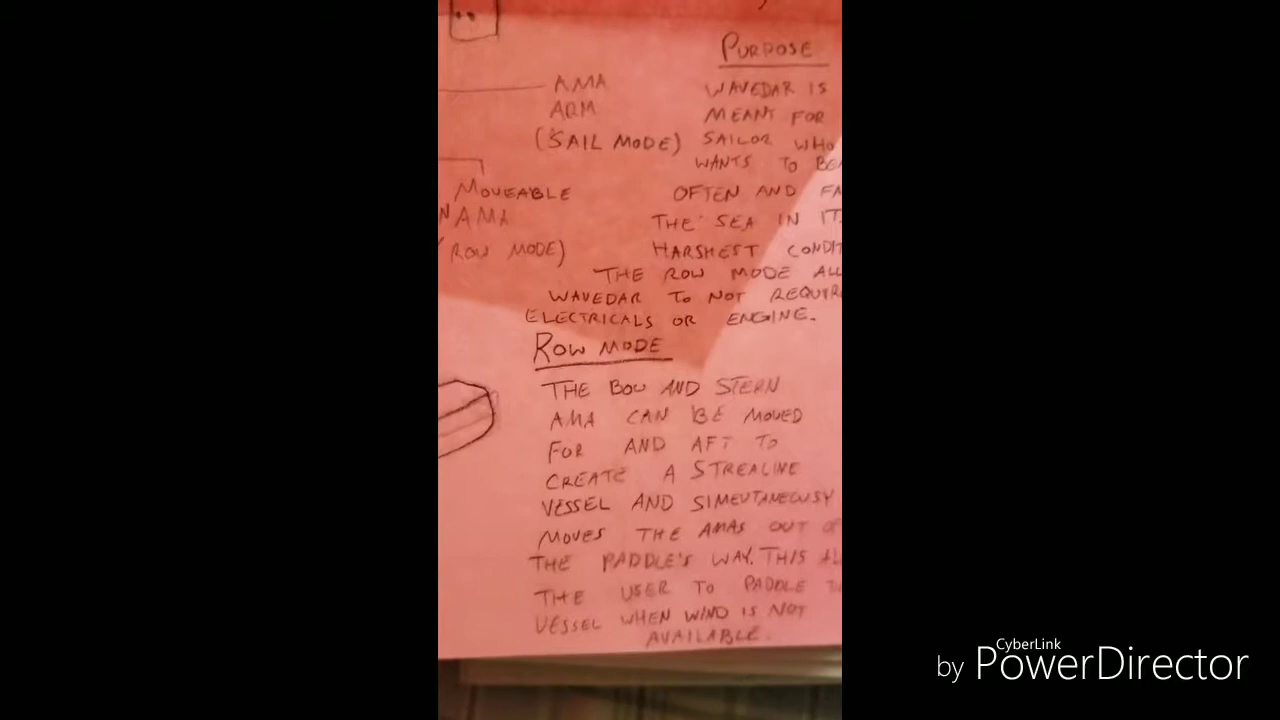 PURPOSE
AMA
ARM
(SAIL MODE)
MOVEABLE
AMA
ROW MODE)
WAVEDAR IS
MEANT FOR
SAILOR WHO
WANTS TO
OFTEN AND
THE SEA IN
HARSHEST
THE ROW MODE
WAVEDAR TO NOT
ELECTRICALS OR ENGINE.
ROW MODE
THE BOW AND STERN
AMA CAN BE MOVED
FOR AND AFT TO
CREATE A STREALINE
VESSEL AND SIMEUTANEOUSY
MOVES THE AMAS OUT OF
THE PADDLE'S WAY. THIS
THE USER TO PADDLE
VESSEL WHEN WIND IS NOT
AVAILABLE.
CyberLink
by PowerDirector